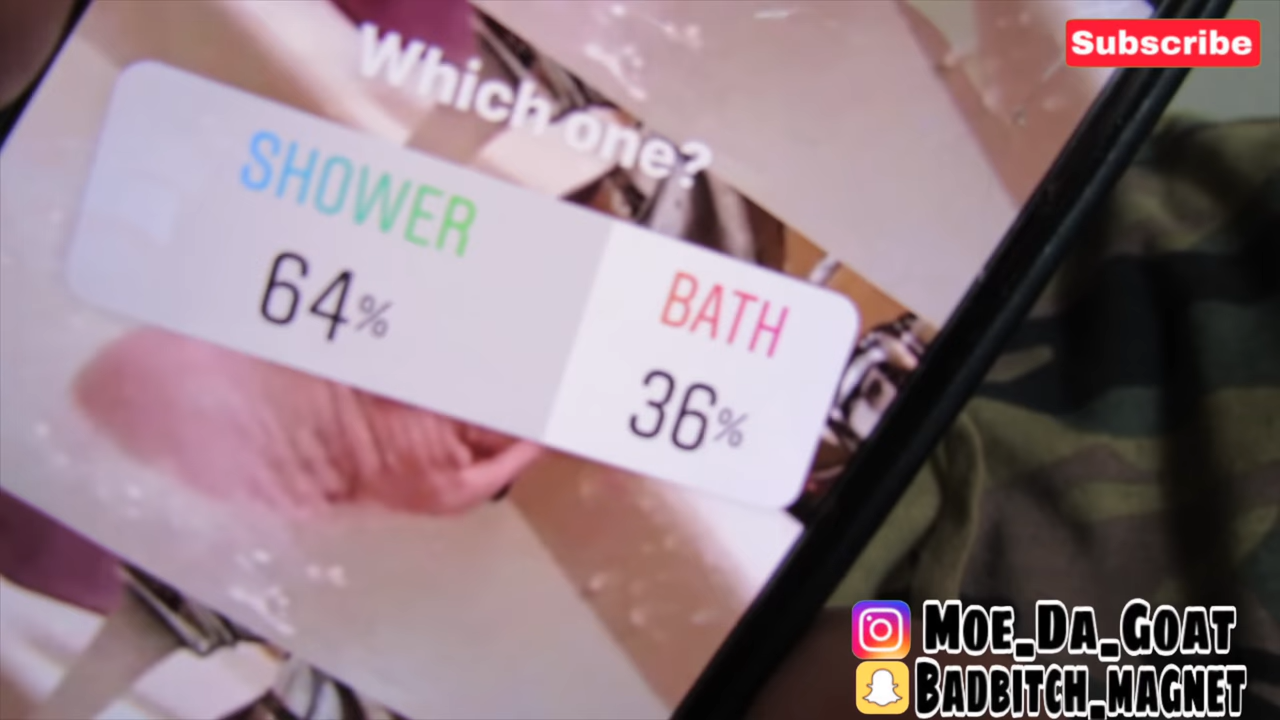 Subscribe
Which one?
SHOWER
64%
BATH
36%
MOE_DA_GOAT
BADBITCH_MAGNET